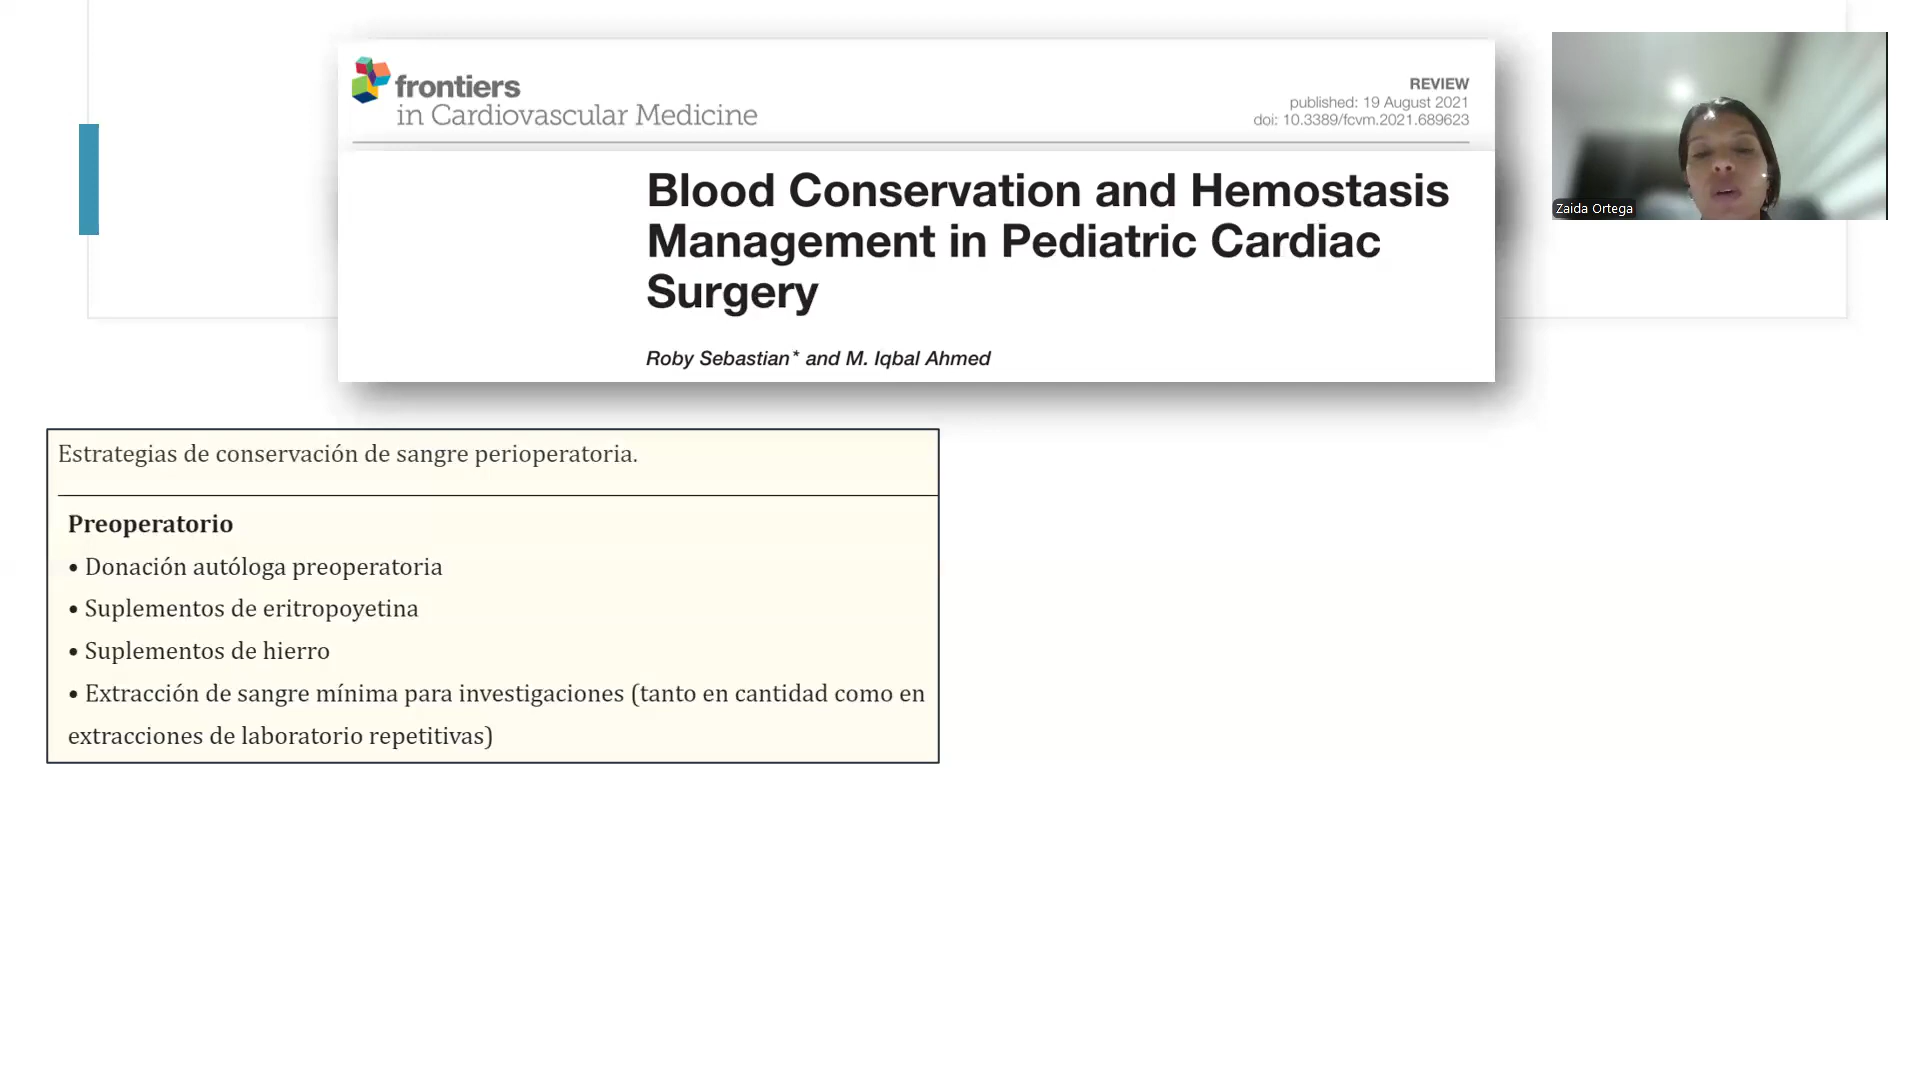 frontiers
in Cardiovascular Medicine
REVIEW
published: 19 August 2021
doi: 10.3389/fcvm.2021.689623
Blood Conservation and Hemostasis
Management in Pediatric Cardiac
Surgery
Roby Sebastian* and M. Iqbal Ahmed
Zaida Ortega
Estrategias de conservación de sangre perioperatoria.
Preoperatorio
• Donación autóloga preoperatoria
• Suplementos de eritropoyetina
• Suplementos de hierro
• Extracción de sangre mínima para investigaciones (tanto en cantidad como en
extracciones de laboratorio repetitivas)